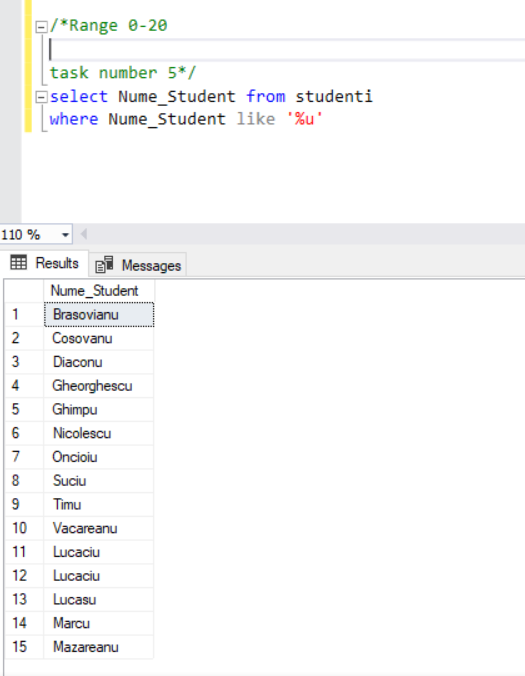 /*Range 0-20
task number 5*/
select Nume_Student from studenti
where Nume_Student like '%u'
110 %
Results Messages
Nume_Student
1 Brasovianu
2 Cosovanu
3 Diaconu
4 Gheorghescu
5 Ghimpu
6 Nicolescu
7 Oncioiu
8 Suciu
9 Timu
10 Vacareanu
11 Lucaciu
12 Lucaciu
13 Lucasu
14 Marcu
15 Mazareanu